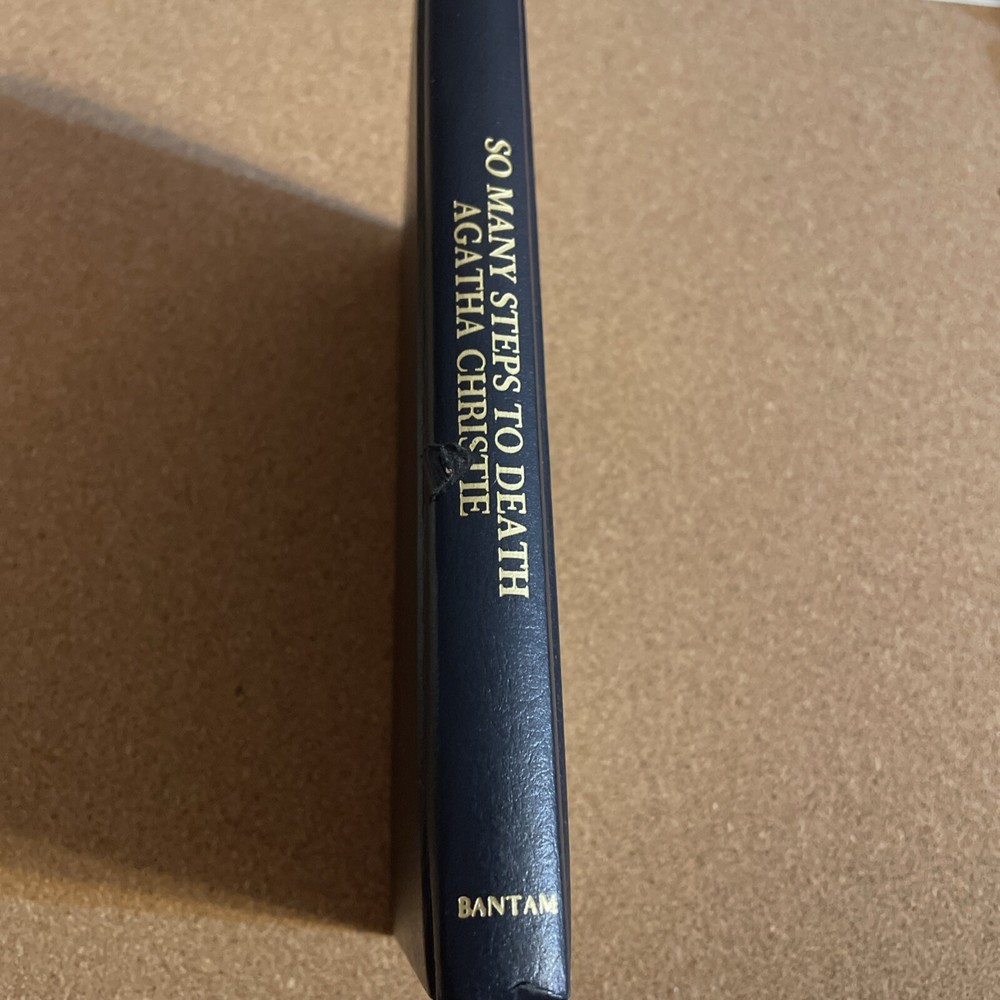 SO MANY STEPS TO DEATH
AGATHA CHRISTIE
BANTAM